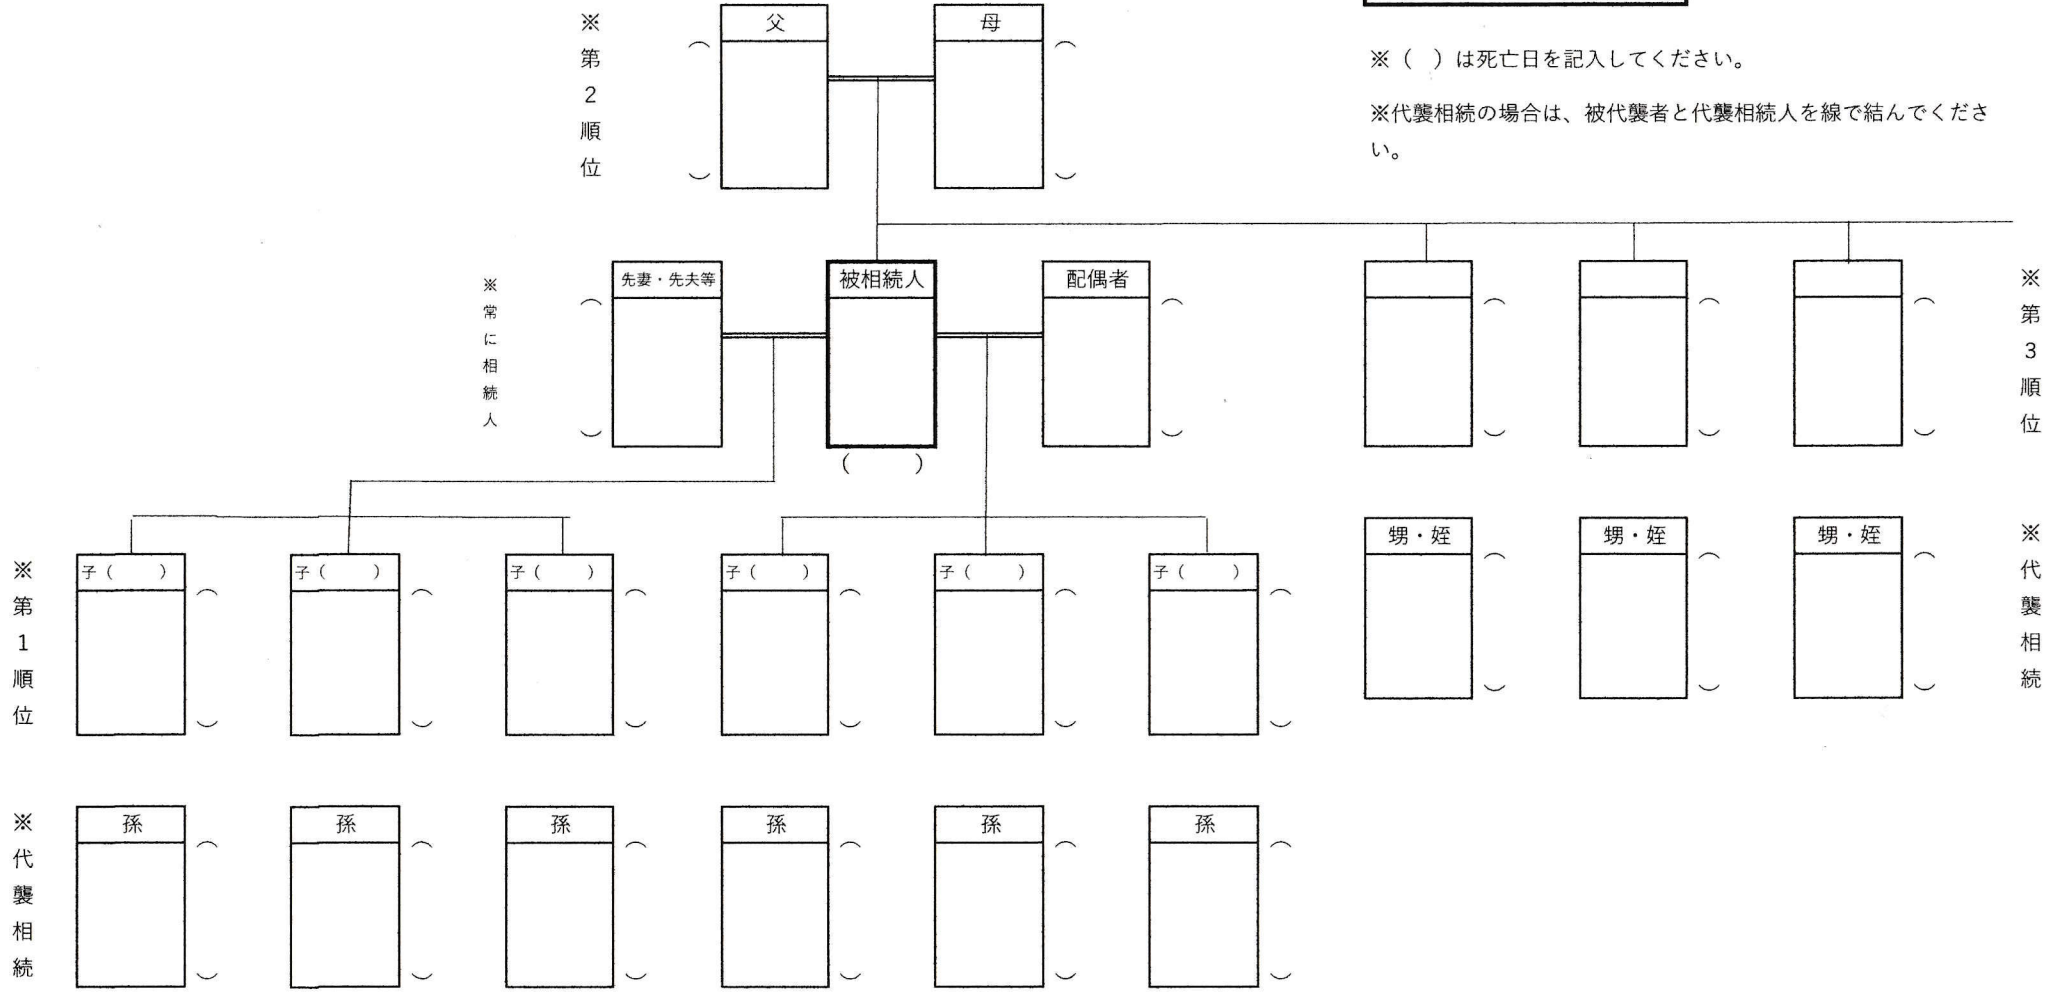 ※第2順位
父
母
※（　）は死亡日を記入してください。
※代襲相続の場合は、被代襲者と代襲相続人を線で結んでくださ
い。
※常に相続人
先妻・先夫等
被相続人
配偶者
※第3順位
（　　）
※第1順位
子（　　）
子（　　）
子（　　）
子（　　）
子（　　）
子（　　）
甥・姪
甥・姪
甥・姪
※代襲相続
※代襲相続
孫
孫
孫
孫
孫
孫